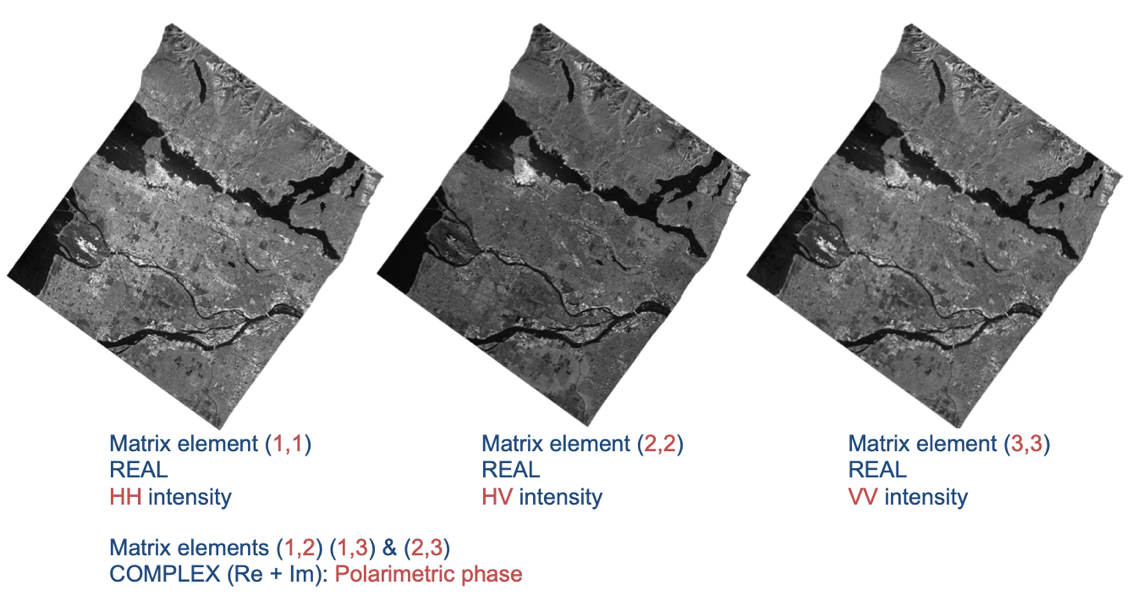 Matrix element (1,1)
REAL
HH intensity
Matrix element (2,2)
REAL
HV intensity
Matrix element (3,3)
REAL
VV intensity
Matrix elements (1,2) (1,3) & (2,3)
COMPLEX (Re + Im): Polarimetric phase